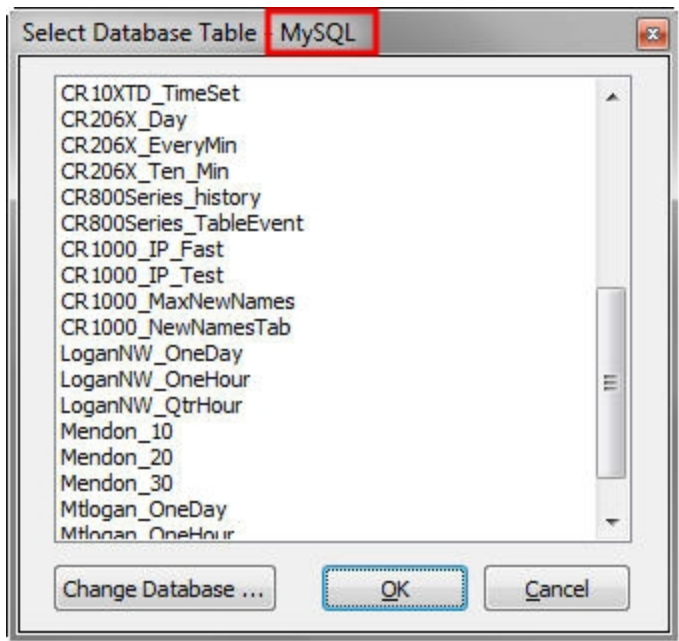 Select Database Table - MySQL
CR10XTD_TimeSet
CR206X_Day
CR206X_EveryMin
CR206X_Ten_Min
CR800Series_history
CR800Series_TableEvent
CR1000_IP_Fast
CR1000_IP_Test
CR1000_MaxNewNames
CR1000_NewNamesTab
LoganNW_OneDay
LoganNW_OneHour
LoganNW_QtrHour
Mendon_10
Mendon_20
Mendon_30
Mtlogan_OneDay
Mtlogan_OneHour
Change Database ... OK Cancel